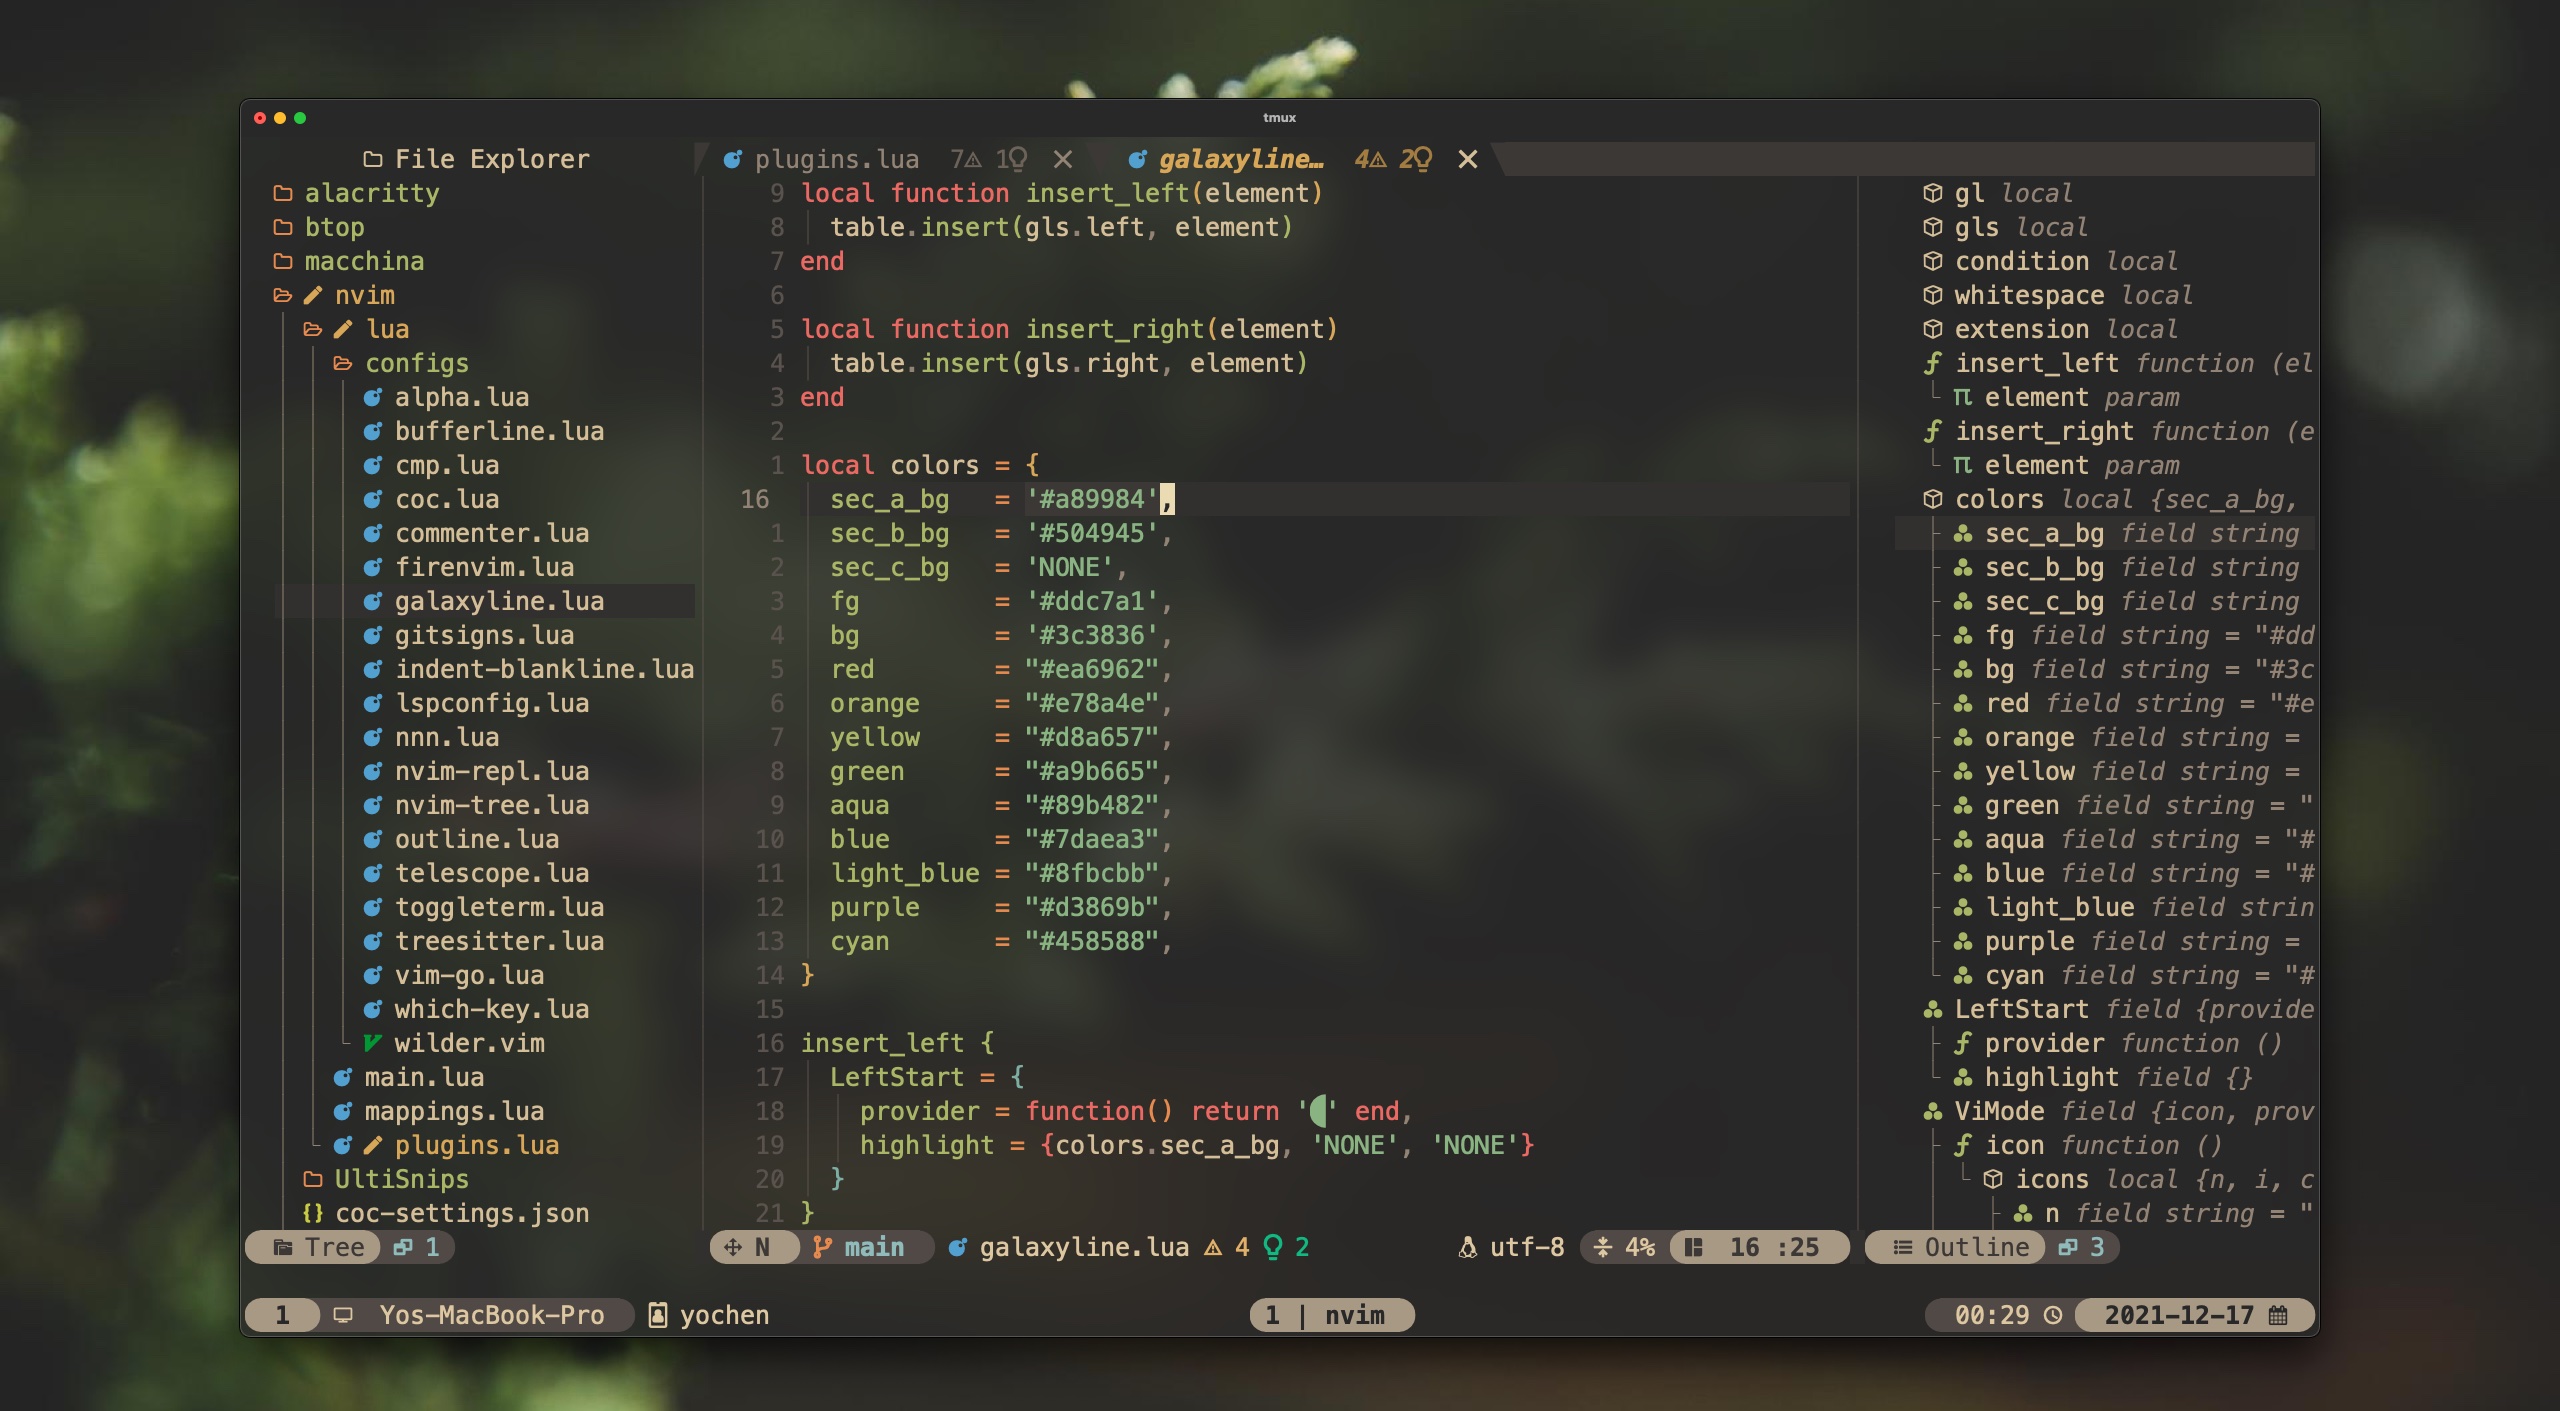 tmux
File Explorer
alacritty
btop
macchina
nvim
lua
configs
alpha.lua
bufferline.lua
cmp.lua
coc.lua
commenter.lua
firenvim.lua
galaxyline.lua
gitsigns.lua
indent-blankline.lua
lspconfig.lua
nnn.lua
nvim-repl.lua
nvim-tree.lua
outline.lua
telescope.lua
toggleterm.lua
treesitter.lua
vim-go.lua
which-key.lua
wilder.vim
main.lua
mappings.lua
plugins.lua
UltiSnips
{} coc-settings.json
Tree 1
plugins.lua 7 1 galaxyline… 4 2
9 local function insert_left(element)
8 table.insert(gls.left, element)
7 end
6
5 local function insert_right(element)
4 table.insert(gls.right, element)
3 end
2
1 local colors = {
16 sec_a_bg = '#a89984',
1 sec_b_bg = '#504945',
2 sec_c_bg = 'NONE',
3 fg = '#ddc7a1',
4 bg = '#3c3836',
5 red = "#ea6962",
6 orange = "#e78a4e",
7 yellow = "#d8a657",
8 green = "#a9b665",
9 aqua = "#89b482",
10 blue = "#7daea3",
11 light_blue = "#8fbcbb",
12 purple = "#d3869b",
13 cyan = "#458588",
14 }
15
16 insert_left {
17 LeftStart = {
18 provider = function() return '' end,
19 highlight = {colors.sec_a_bg, 'NONE', 'NONE'}
20 }
21 }
N main galaxyline.lua 4 2 utf-8 4% 16 :25
gl local
gls local
condition local
whitespace local
extension local
insert_left function (el
element param
insert_right function (e
element param
colors local {sec_a_bg,
sec_a_bg field string
sec_b_bg field string
sec_c_bg field string
fg field string = "#dd
bg field string = "#3c
red field string = "#e
orange field string =
yellow field string =
green field string = "
aqua field string = "#
blue field string = "#
light_blue field strin
purple field string =
cyan field string = "#
LeftStart field {provide
provider function ()
highlight field {}
ViMode field {icon, prov
icon function ()
icons local {n, i, c
n field string = "
Outline 3
1 Yos-MacBook-Pro yochen
1 | nvim
00:29 2021-12-17